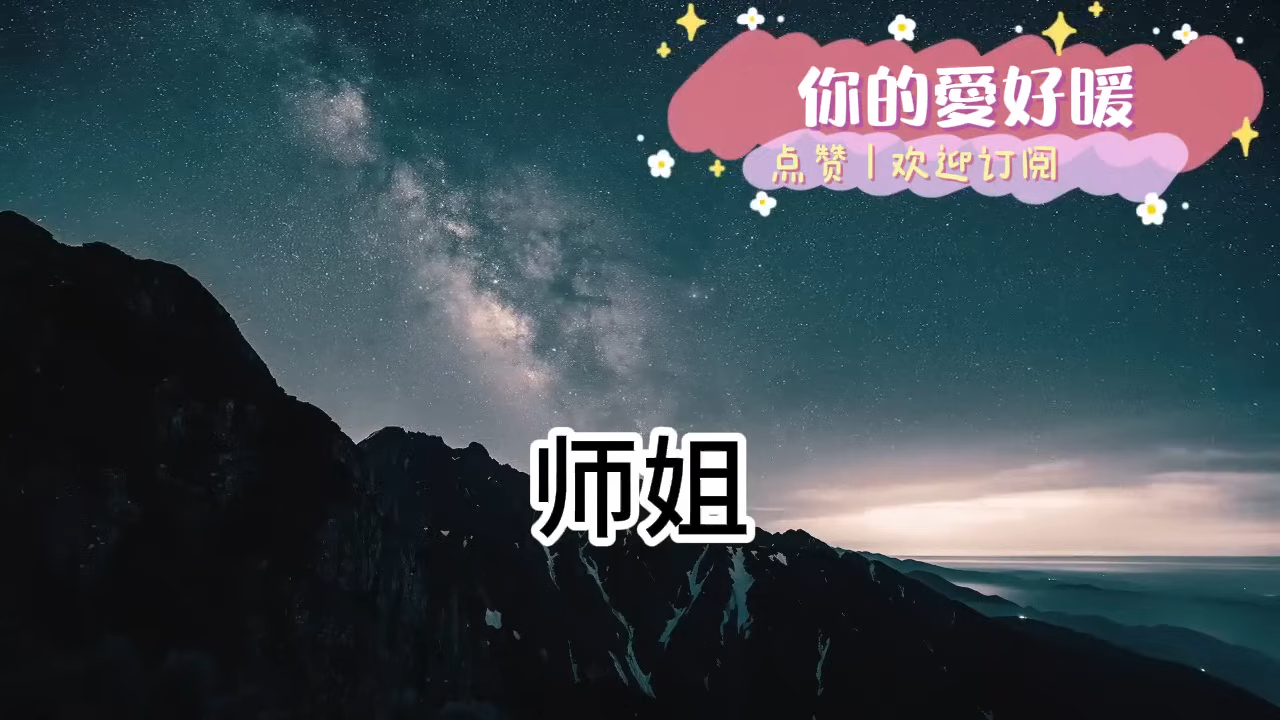 你的愛好暖
点赞 | 欢迎订阅
师姐